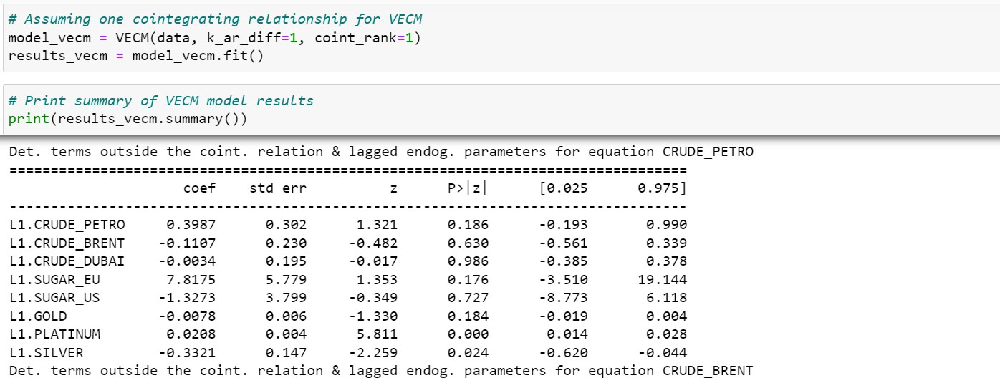 # Assuming one cointegrating relationship for VECM
model_vecm = VECM(data, k_ar_diff=1, coint_rank=1)
results_vecm = model_vecm.fit()
# Print summary of VECM model results
print(results_vecm.summary())
Det. terms outside the coint. relation & lagged endog. parameters for equation CRUDE_PETRO
==================================================================================
                     coef    std err          z      P>|z|      [0.025      0.975]
----------------------------------------------------------------------------------
L1.CRUDE_PETRO     0.3987      0.302      1.321      0.186      -0.193       0.990
L1.CRUDE_BRENT    -0.1107      0.230     -0.482      0.630      -0.561       0.339
L1.CRUDE_DUBAI    -0.0034      0.195     -0.017      0.986      -0.385       0.378
L1.SUGAR_EU        7.8175      5.779      1.353      0.176      -3.510      19.144
L1.SUGAR_US       -1.3273      3.799     -0.349      0.727      -8.773       6.118
L1.GOLD           -0.0078      0.006     -1.330      0.184      -0.019       0.004
L1.PLATINUM        0.0208      0.004      5.811      0.000       0.014       0.028
L1.SILVER         -0.3321      0.147     -2.259      0.024      -0.620      -0.044
Det. terms outside the coint. relation & lagged endog. parameters for equation CRUDE_BRENT